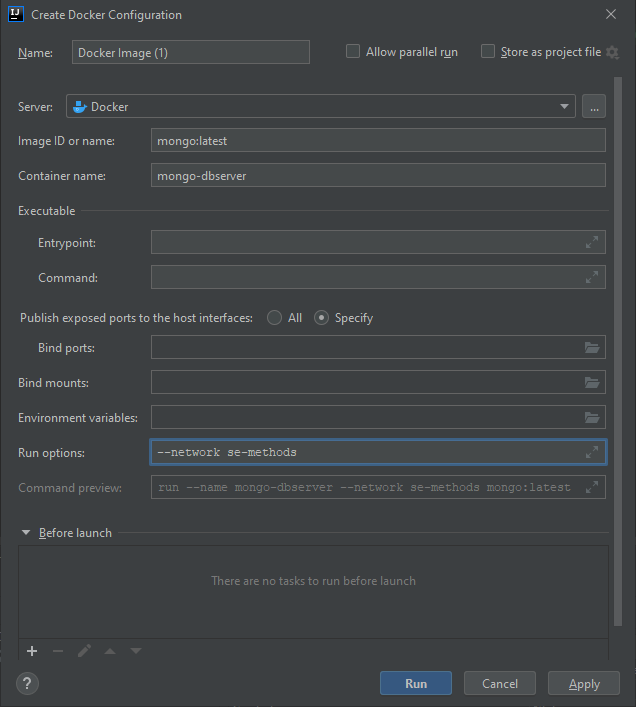 IJ Create Docker Configuration
Name: Docker Image (1) Allow parallel run Store as project file
Server: Docker ...
Image ID or name: mongo:latest
Container name: mongo-dbserver
Executable
Entrypoint:
Command:
Publish exposed ports to the host interfaces: All Specify
Bind ports:
Bind mounts:
Environment variables:
Run options: --network se-methods
Command preview: run --name mongo-dbserver --network se-methods mongo:latest
Before launch
There are no tasks to run before launch
? Run Cancel Apply